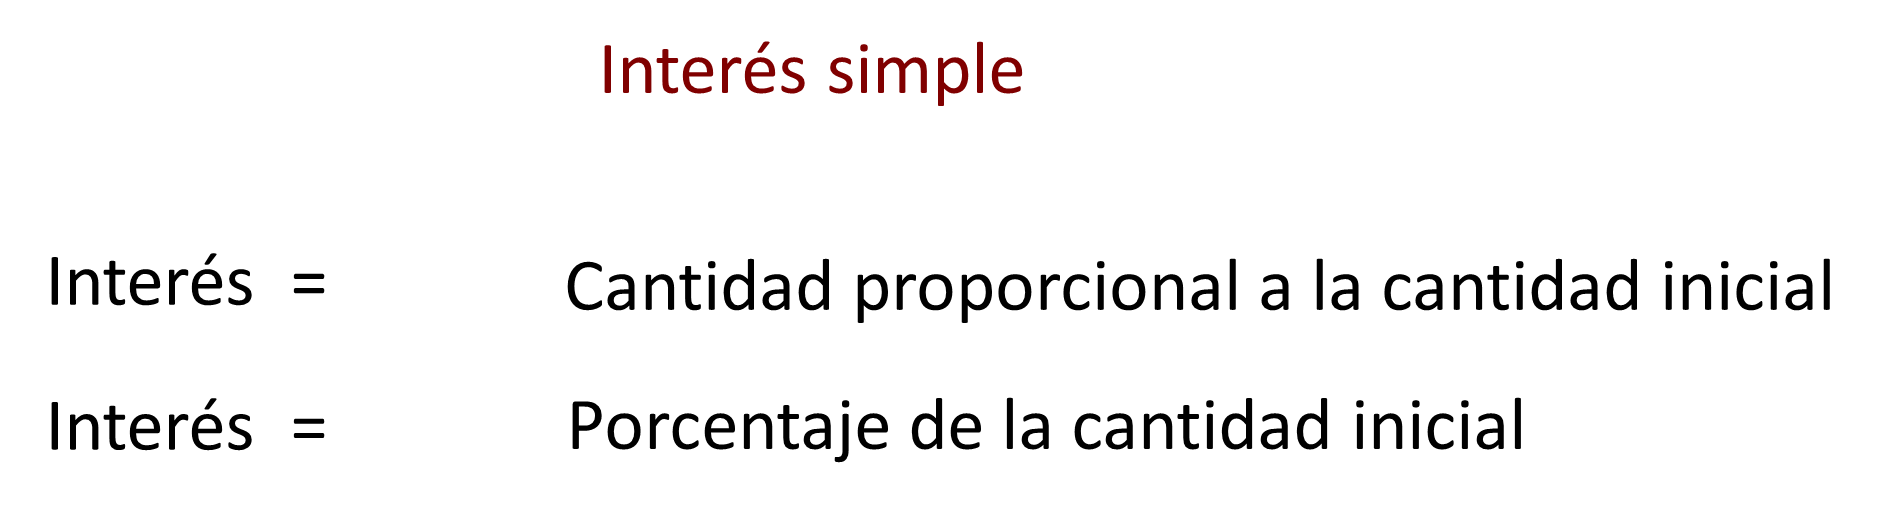 Interés simple
Interés = Cantidad proporcional a la cantidad inicial
Interés = Porcentaje de la cantidad inicial